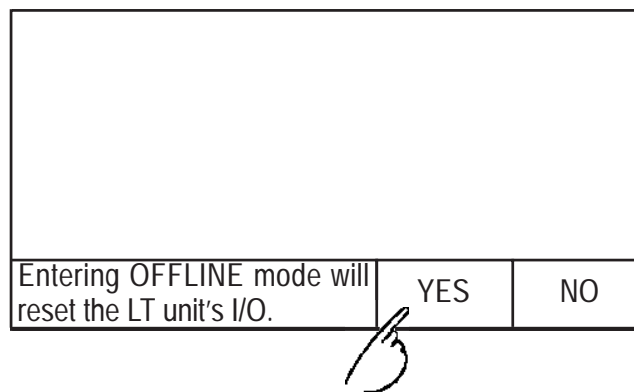 Entering OFFLINE mode will
reset the LT unit's I/O.
YES
NO